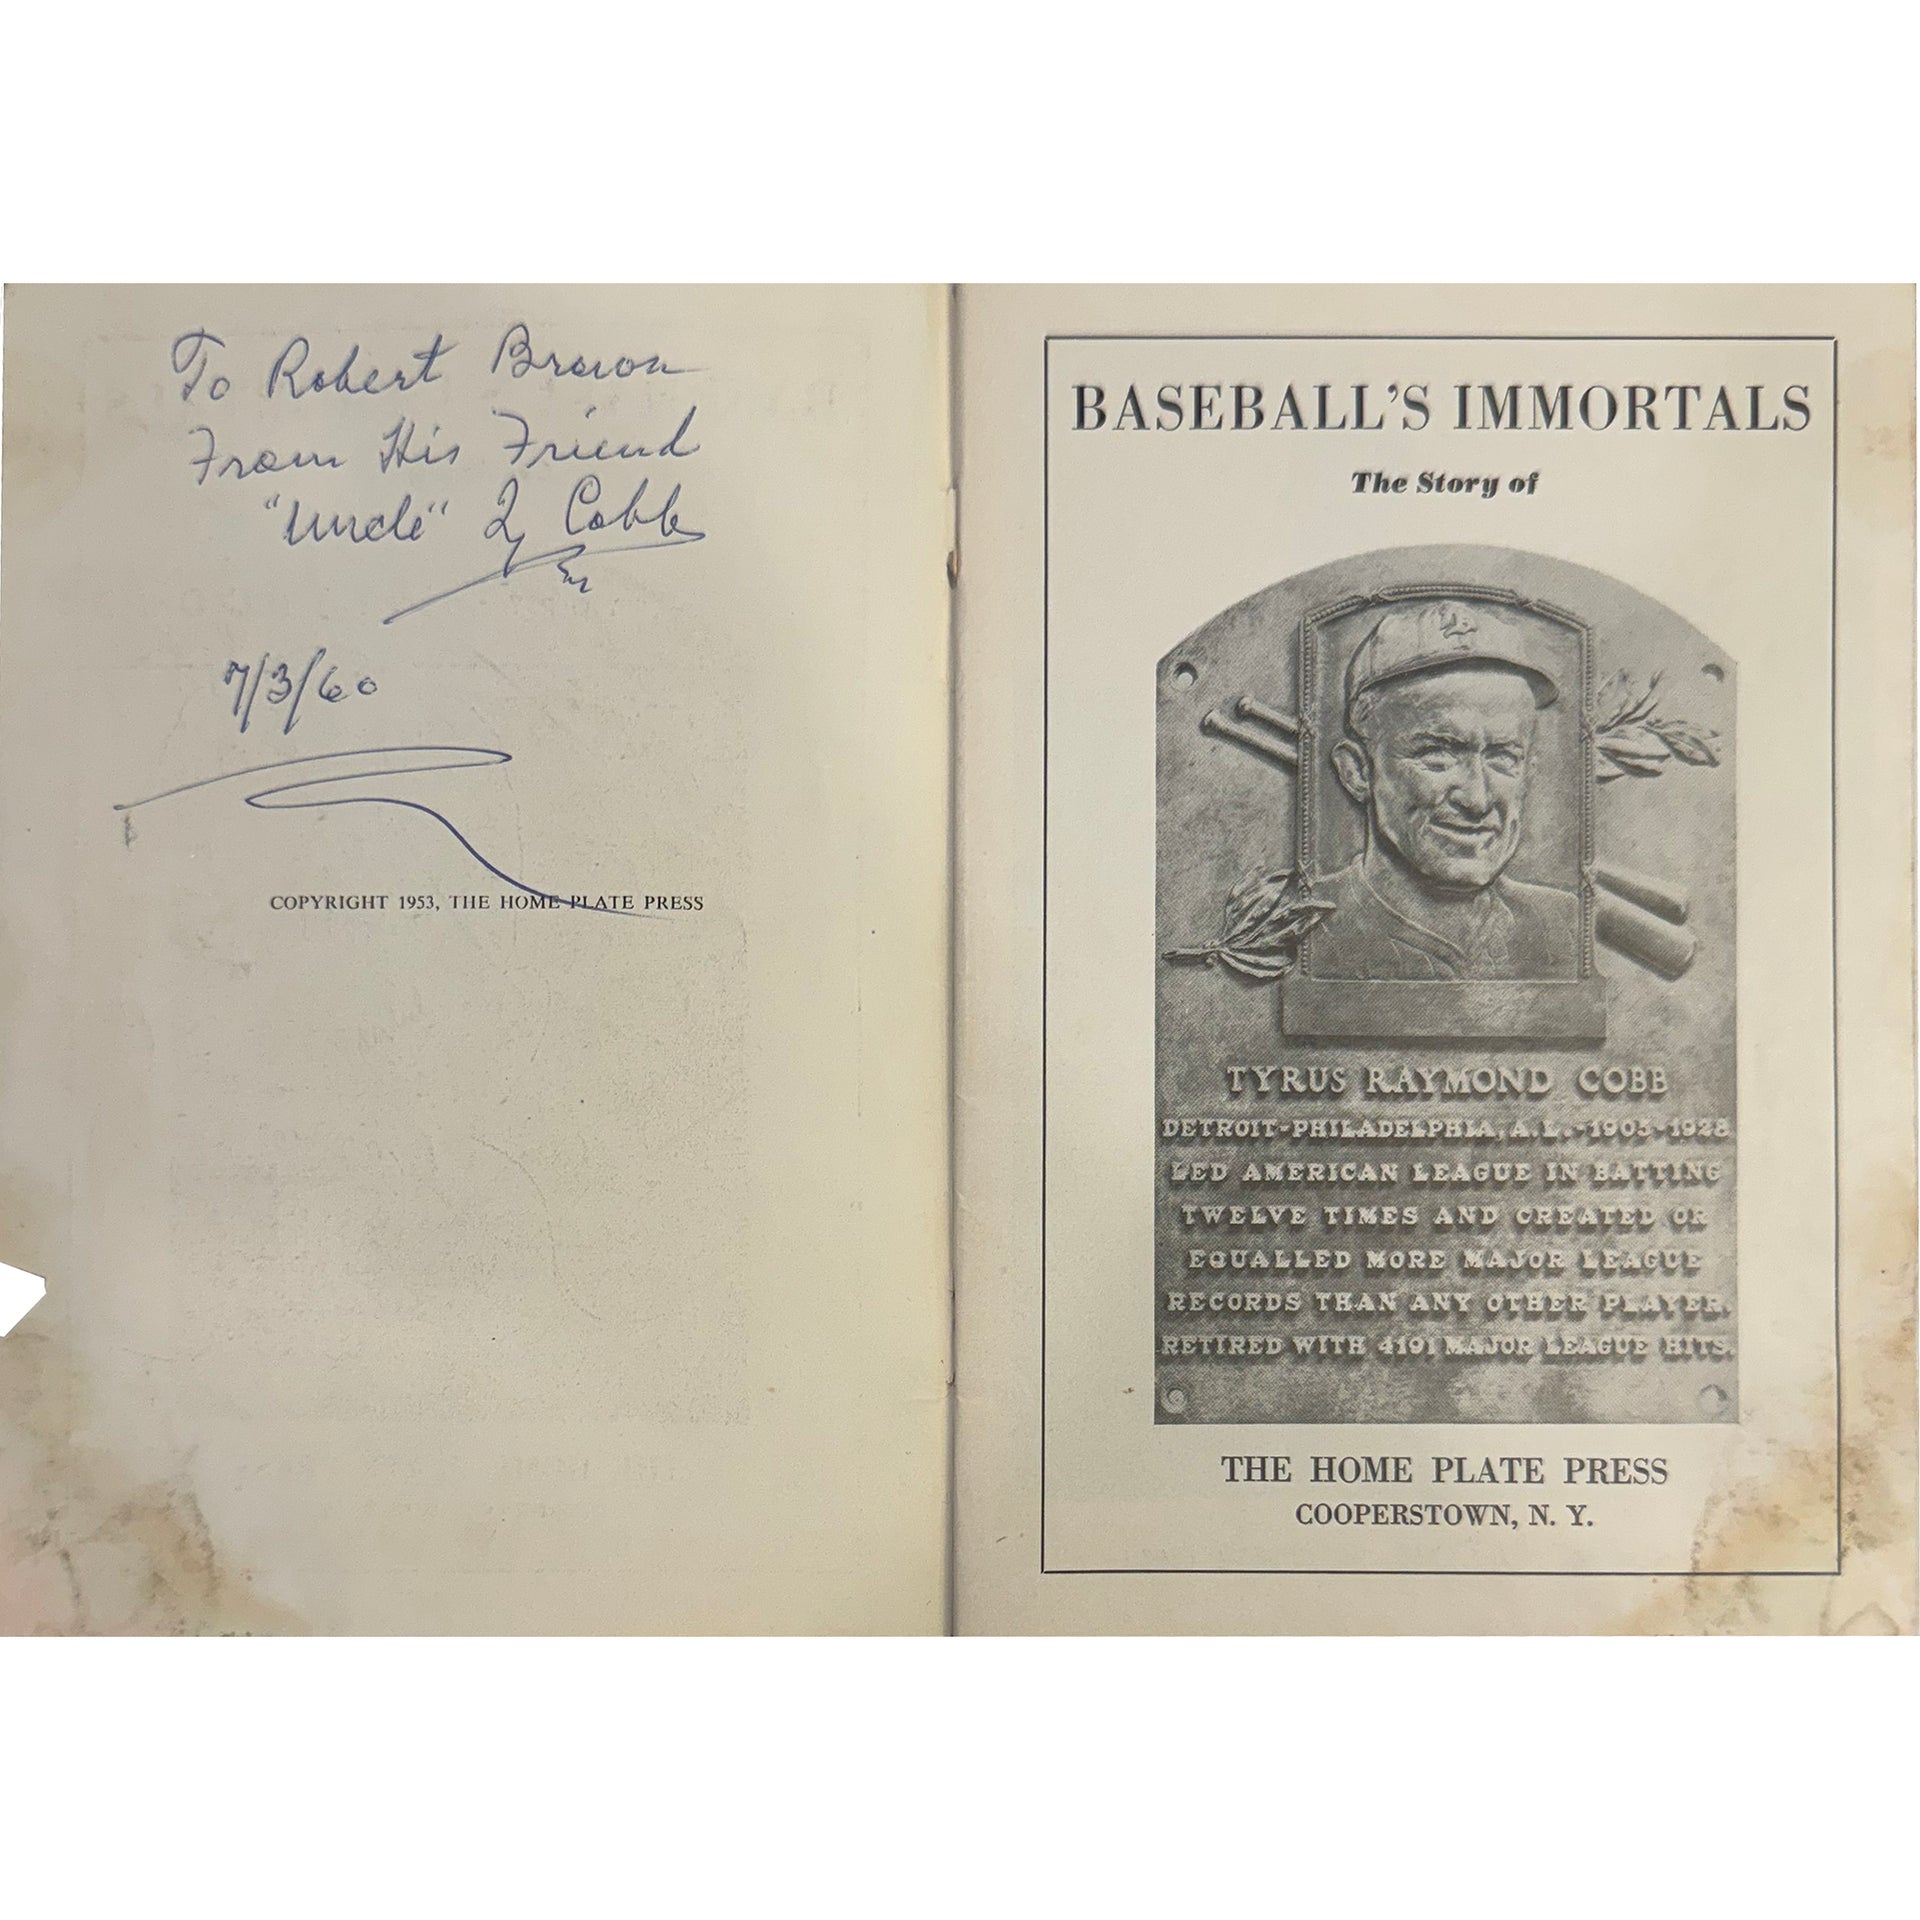 To Robert Brown
From His Friend
"Uncle" Ty Cobb
7/3/60
COPYRIGHT 1953, THE HOME PLATE PRESS
BASEBALL'S IMMORTALS
The Story of
TYRUS RAYMOND COBB
DETROIT-PHILADELPHIA, A.L.-1905-1928
LED AMERICAN LEAGUE IN BATTING
TWELVE TIMES AND CREATED OR
EQUALLED MORE MAJOR LEAGUE
RECORDS THAN ANY OTHER PLAYER.
RETIRED WITH 4191 MAJOR LEAGUE HITS.
THE HOME PLATE PRESS
COOPERSTOWN, N. Y.